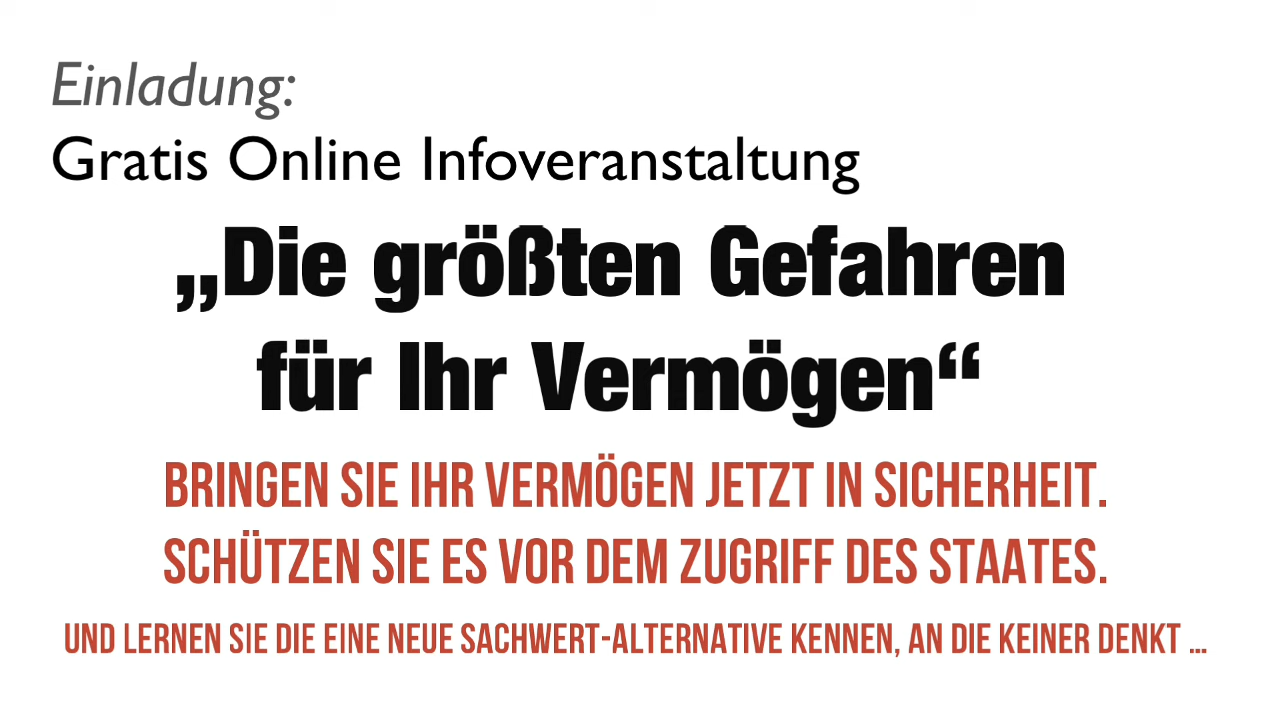 Einladung:
Gratis Online Infoveranstaltung
„Die größten Gefahren
für Ihr Vermögen“
BRINGEN SIE IHR VERMÖGEN JETZT IN SICHERHEIT.
SCHÜTZEN SIE ES VOR DEM ZUGRIFF DES STAATES.
UND LERNEN SIE DIE EINE NEUE SACHWERT-ALTERNATIVE KENNEN, AN DIE KEINER DENKT ...